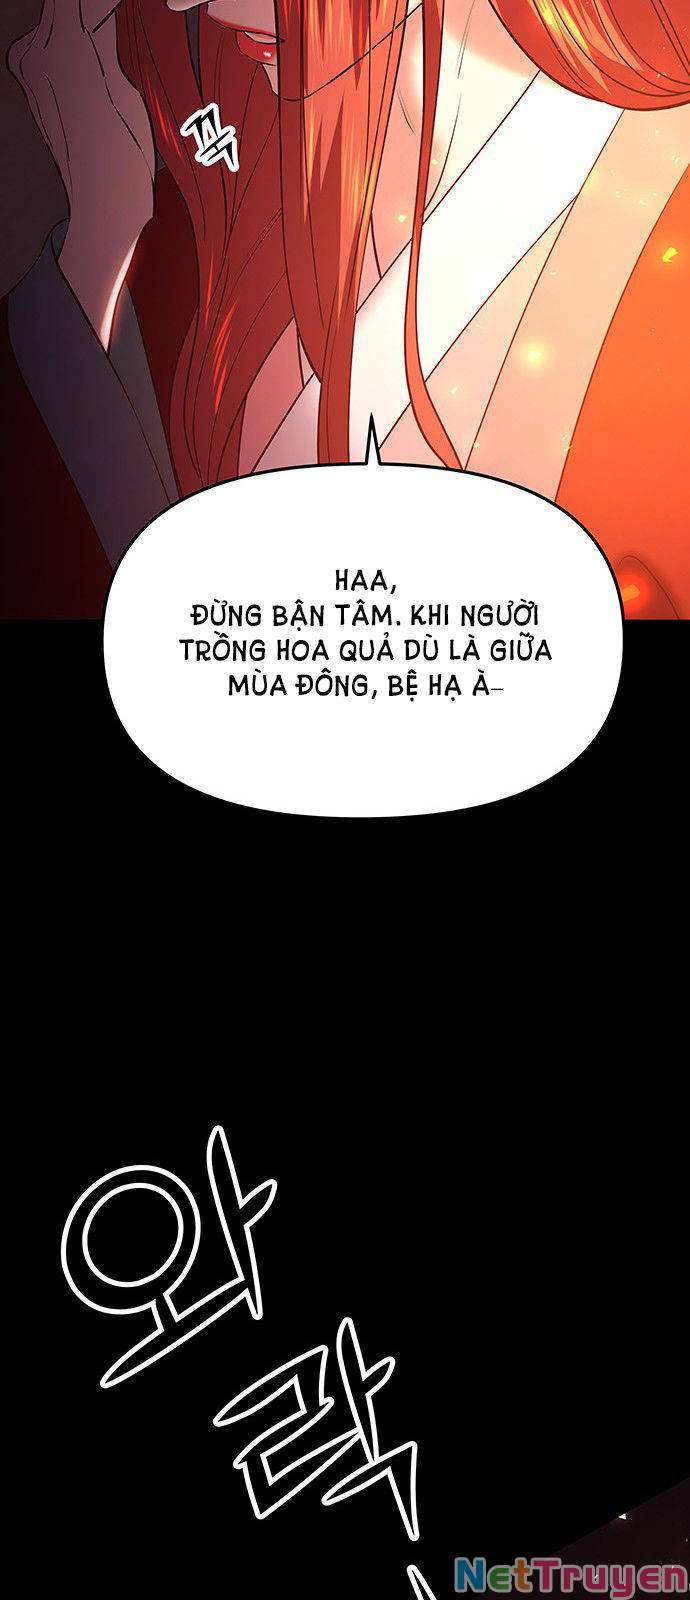 쪽
HAA,
ĐỪNG BẬN TÂM. KHI NGƯỜI
TRỒNG HOA QUẢ DÙ LÀ GIỮA
MÙA ĐÔNG, BỆ HẠ À-
와
락
NetTruyen